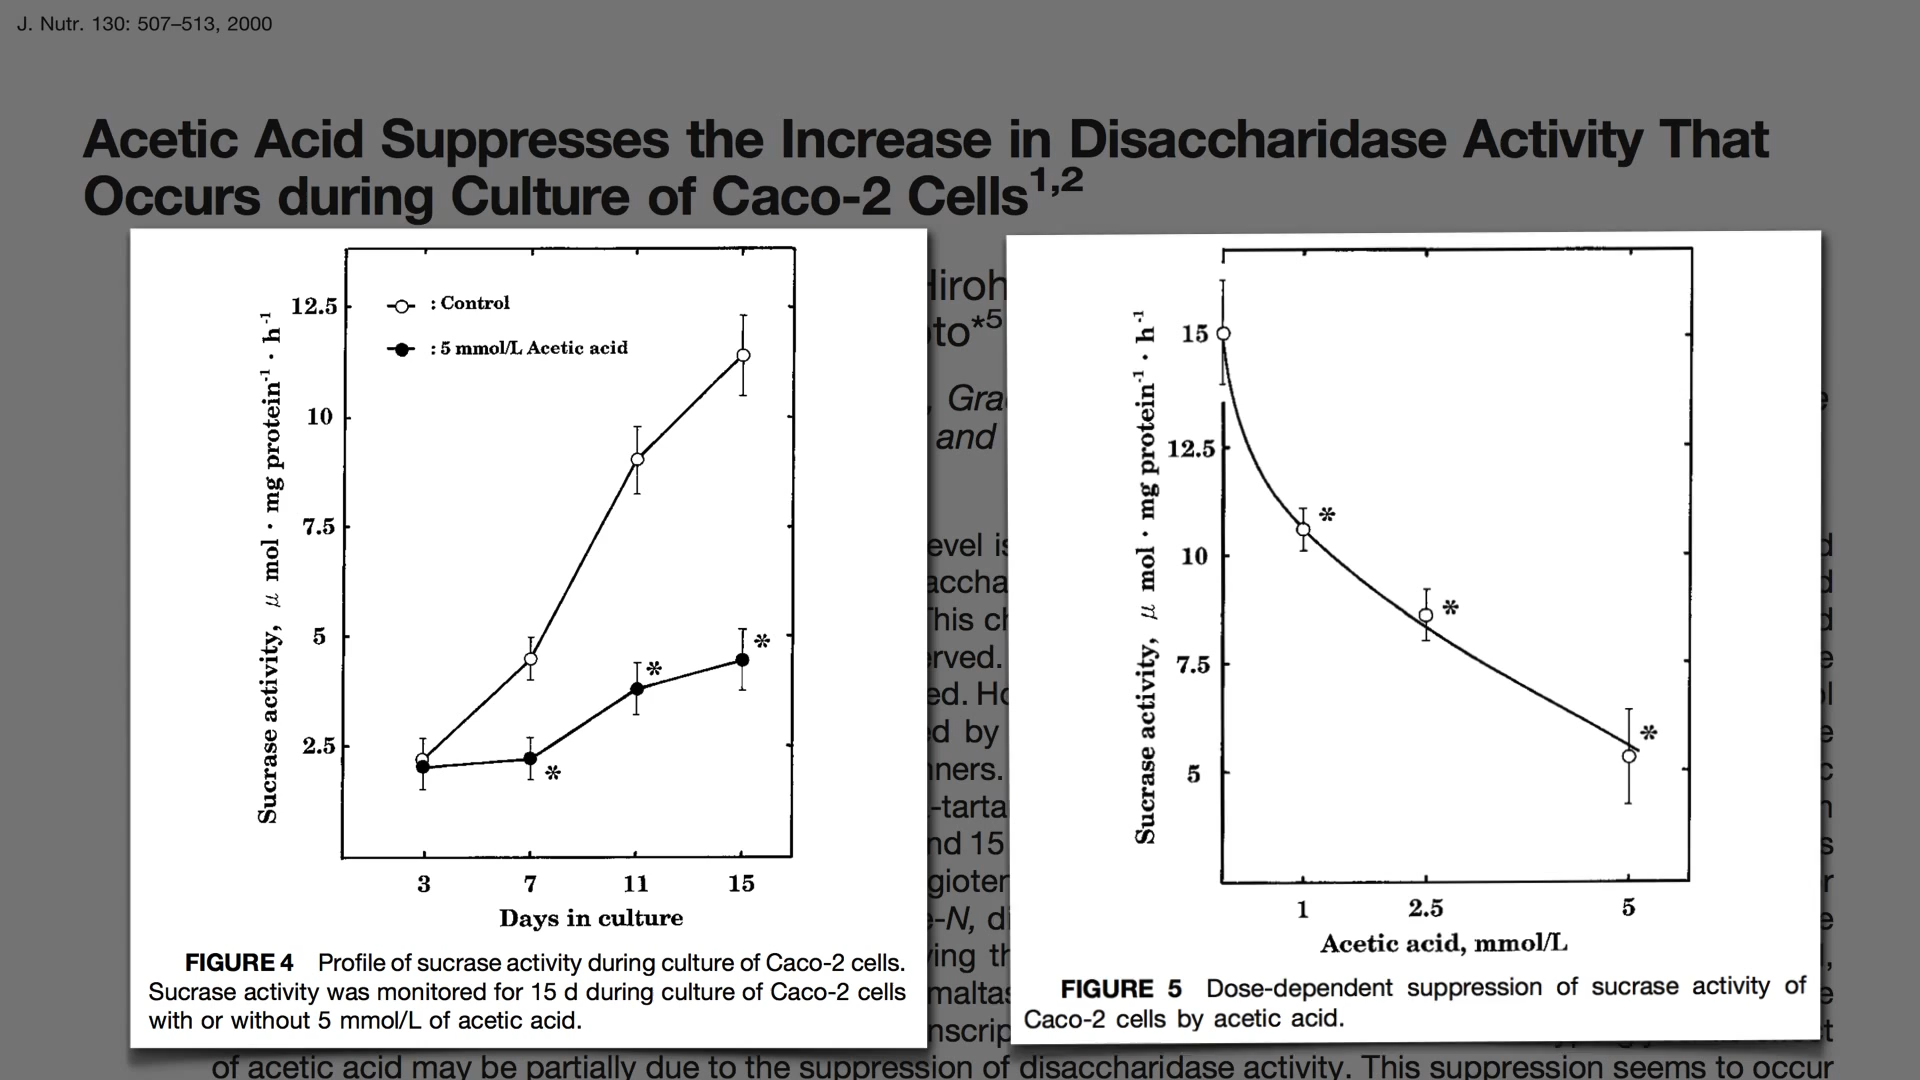 J. Nutr. 130: 507–513, 2000
Acetic Acid Suppresses the Increase in Disaccharidase Activity That
Occurs during Culture of Caco-2 Cells1,2
Sucrase activity, μ mol · mg protein-1 · h-1
12.5
10
7.5
5
2.5
: Control
: 5 mmol/L Acetic acid
*
*
*
3 7 11 15
Days in culture
FIGURE 4 Profile of sucrase activity during culture of Caco-2 cells.
Sucrase activity was monitored for 15 d during culture of Caco-2 cells
with or without 5 mmol/L of acetic acid.
Sucrase activity, μ mol · mg protein-1 · h-1
15
12.5
10
7.5
5
*
*
*
1 2.5 5
Acetic acid, mmol/L
FIGURE 5 Dose-dependent suppression of sucrase activity of
Caco-2 cells by acetic acid.
and
ed by
nd 15
of acetic acid may be partially due to the suppression of disaccharidase activity. This suppression seems to occur